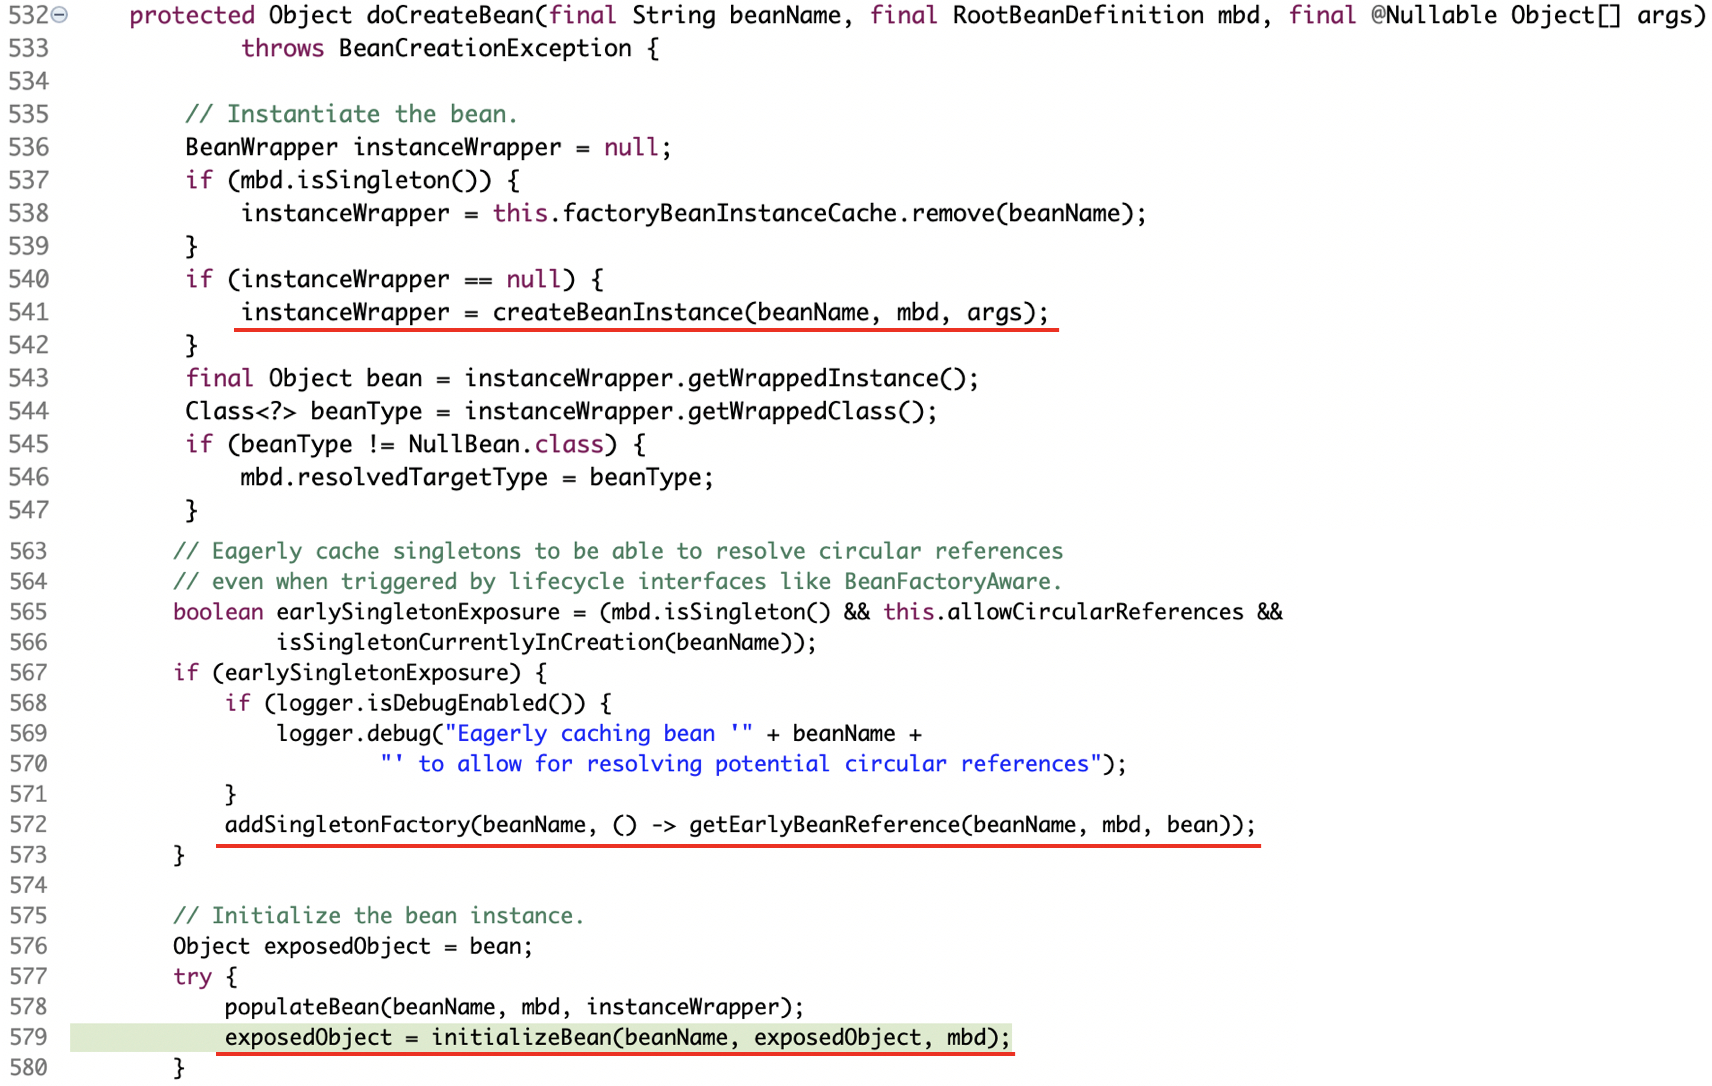 532 protected Object doCreateBean(final String beanName, final RootBeanDefinition mbd, final @Nullable Object[] args)
533 throws BeanCreationException {
534
535 // Instantiate the bean.
536 BeanWrapper instanceWrapper = null;
537 if (mbd.isSingleton()) {
538 instanceWrapper = this.factoryBeanInstanceCache.remove(beanName);
539 }
540 if (instanceWrapper == null) {
541 instanceWrapper = createBeanInstance(beanName, mbd, args);
542 }
543 final Object bean = instanceWrapper.getWrappedInstance();
544 Class<?> beanType = instanceWrapper.getWrappedClass();
545 if (beanType != NullBean.class) {
546 mbd.resolvedTargetType = beanType;
547 }
563 // Eagerly cache singletons to be able to resolve circular references
564 // even when triggered by lifecycle interfaces like BeanFactoryAware.
565 boolean earlySingletonExposure = (mbd.isSingleton() && this.allowCircularReferences &&
566 isSingletonCurrentlyInCreation(beanName));
567 if (earlySingletonExposure) {
568 if (logger.isDebugEnabled()) {
569 logger.debug("Eagerly caching bean '" + beanName +
570 "' to allow for resolving potential circular references");
571 }
572 addSingletonFactory(beanName, () -> getEarlyBeanReference(beanName, mbd, bean));
573 }
574
575 // Initialize the bean instance.
576 Object exposedObject = bean;
577 try {
578 populateBean(beanName, mbd, instanceWrapper);
579 exposedObject = initializeBean(beanName, exposedObject, mbd);
580 }